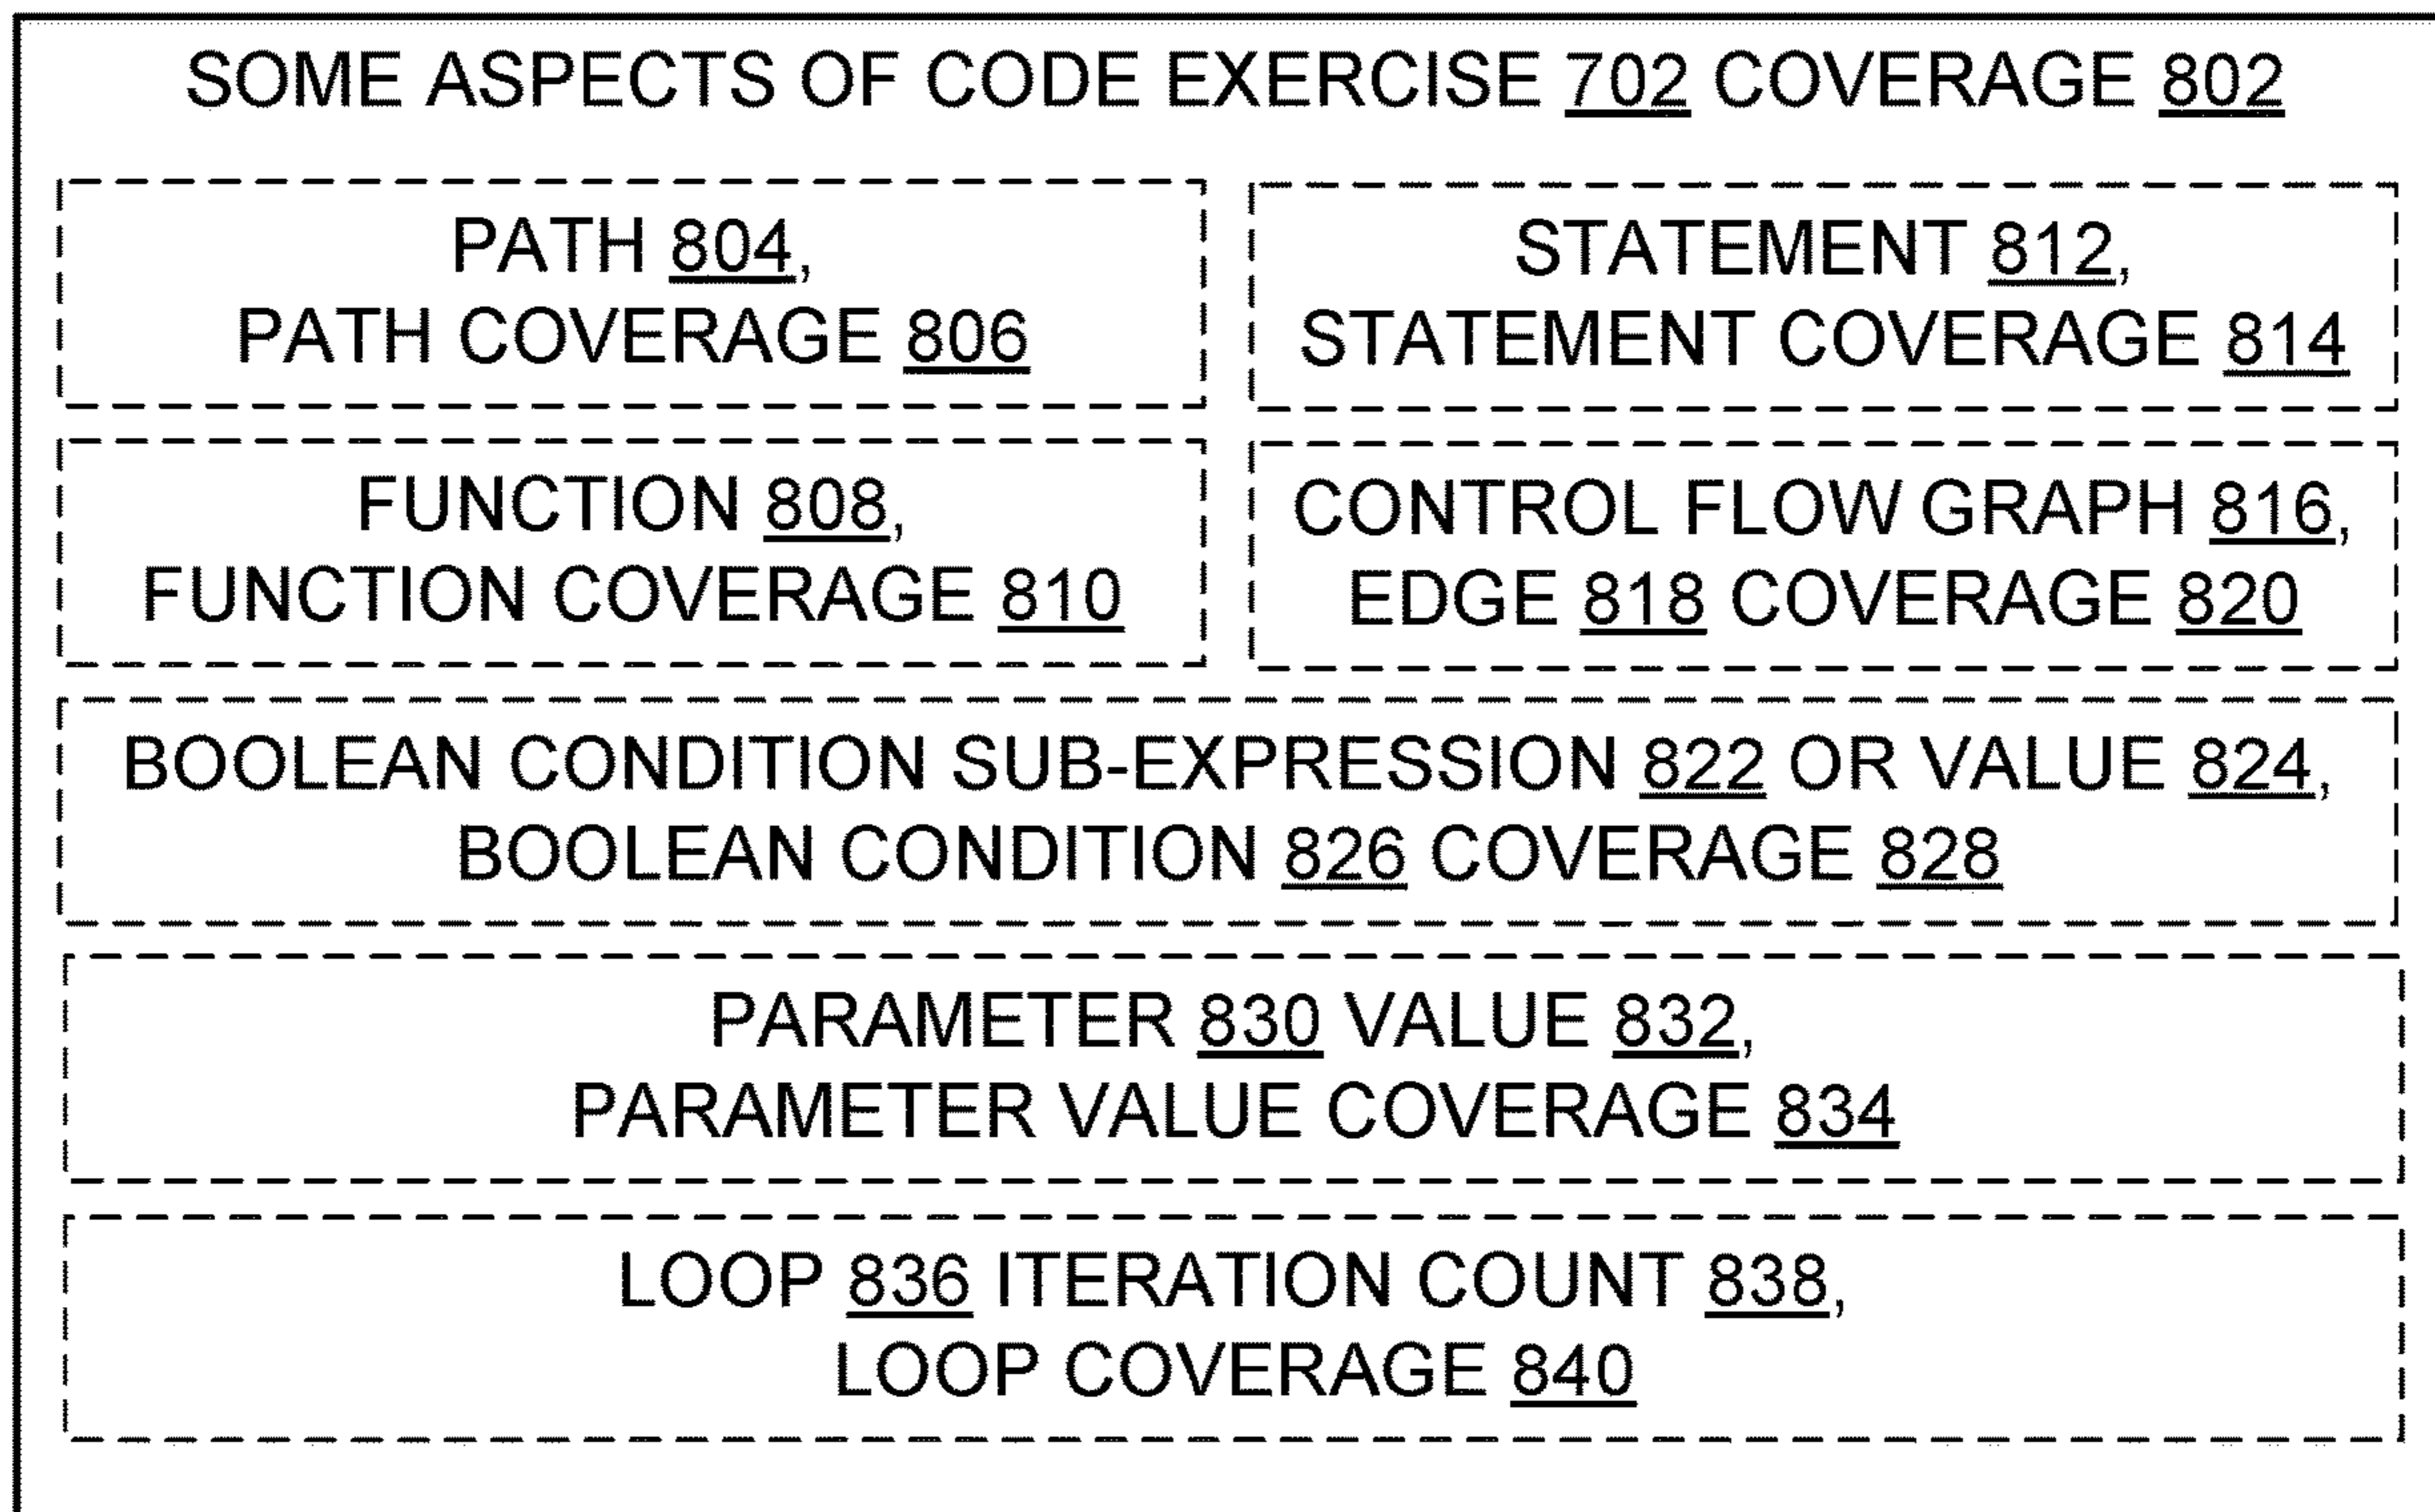 SOME ASPECTS OF CODE EXERCISE 702 COVERAGE 802
PATH 804,
PATH COVERAGE 806
STATEMENT 812,
STATEMENT COVERAGE 814
FUNCTION 808,
FUNCTION COVERAGE 810
CONTROL FLOW GRAPH 816,
EDGE 818 COVERAGE 820
BOOLEAN CONDITION SUB-EXPRESSION 822 OR VALUE 824,
BOOLEAN CONDITION 826 COVERAGE 828
PARAMETER 830 VALUE 832,
PARAMETER VALUE COVERAGE 834
LOOP 836 ITERATION COUNT 838,
LOOP COVERAGE 840